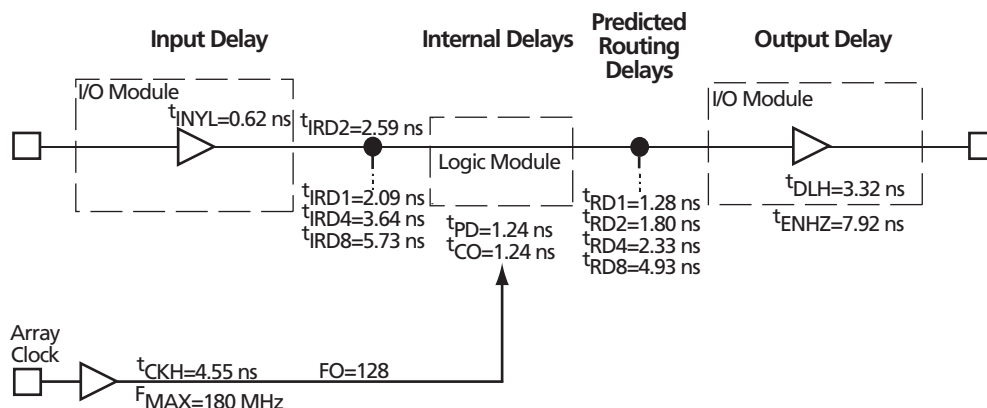 Input Delay
Internal Delays
Predicted
Routing
Delays
Output Delay
I/O Module
tINYL=0.62 ns
tIRD2=2.59 ns
Logic Module
I/O Module
tDLH=3.32 ns
tENHZ=7.92 ns
tIRD1=2.09 ns
tIRD4=3.64 ns
tIRD8=5.73 ns
tPD=1.24 ns
tCO=1.24 ns
tRD1=1.28 ns
tRD2=1.80 ns
tRD4=2.33 ns
tRD8=4.93 ns
Array
Clock
tCKH=4.55 ns
FO=128
FMAX=180 MHz